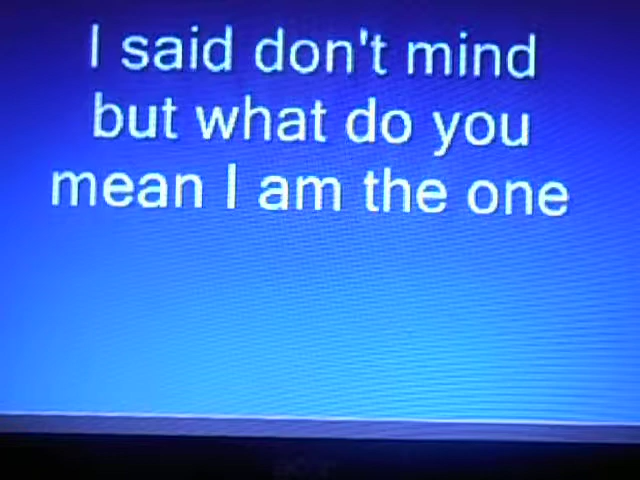 I said don't mind
but what do you
mean I am the one